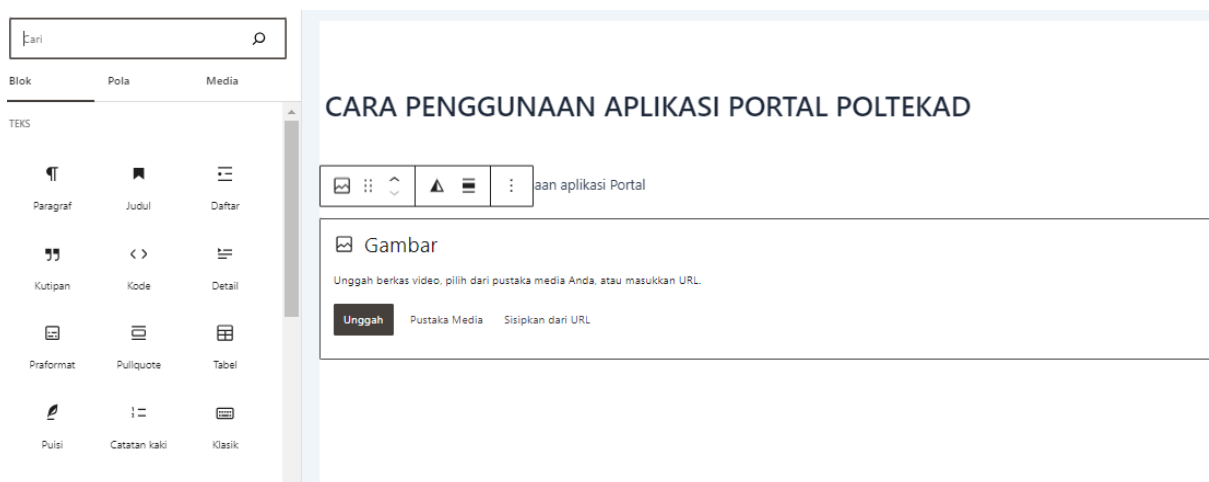 Cari
Blok Pola Media
TEKS
Paragraf Judul Daftar
Kutipan Kode Detail
Praformat Pullquote Tabel
Puisi Catatan kaki Klasik
CARA PENGGUNAAN APLIKASI PORTAL POLTEKAD
aan aplikasi Portal
Gambar
Unggah berkas video, pilih dari pustaka media Anda, atau masukkan URL.
Unggah Pustaka Media Sisipkan dari URL